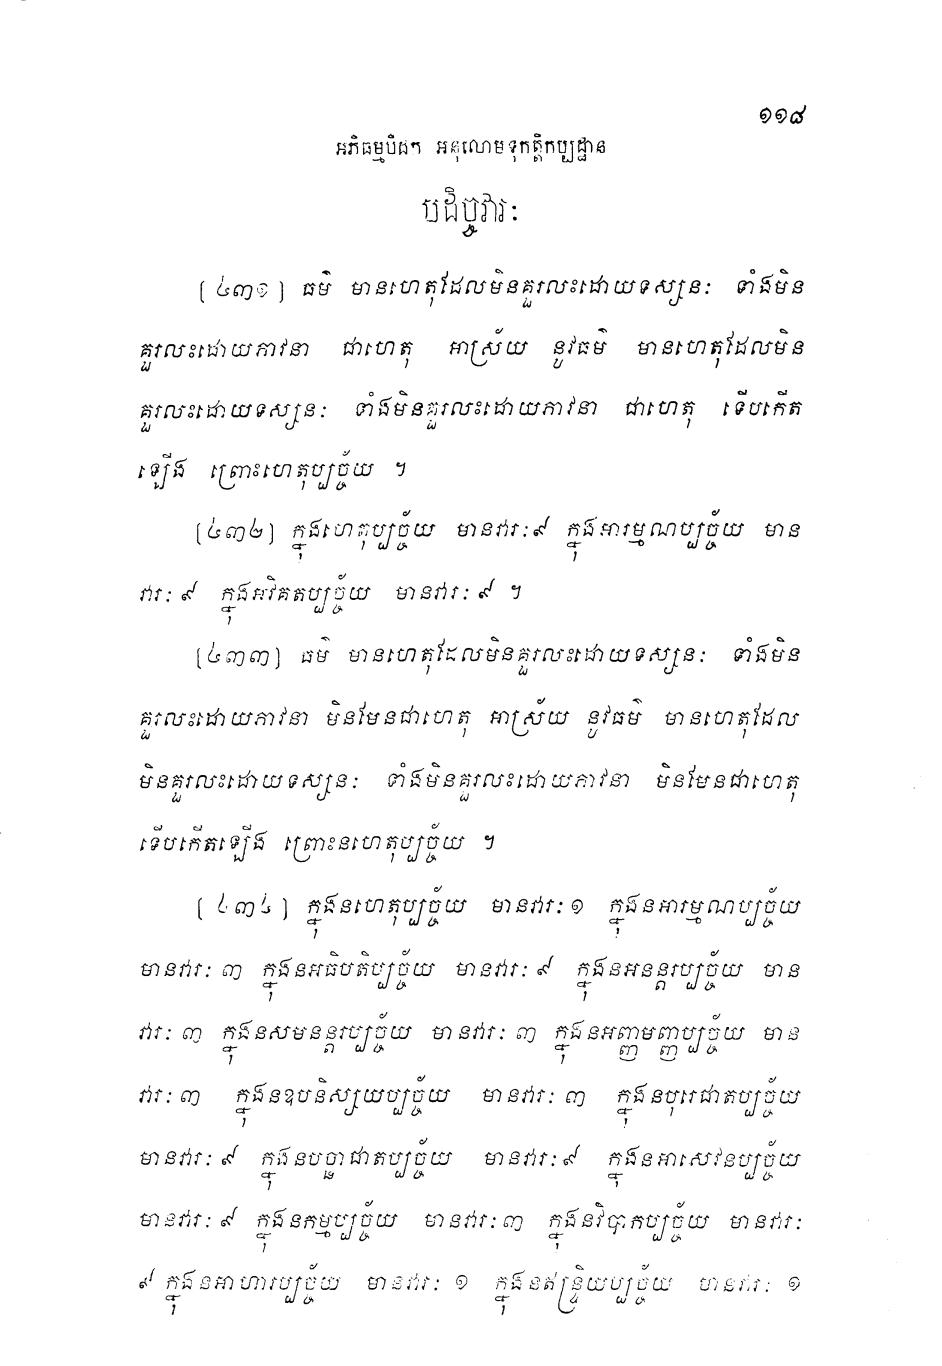 ១១៨
អភិធម្មបិដក អនុលោមទុកត្តិកប្បដ្ឋាន
បដិច្ចវារៈ
[៤៣១] ធម៌ មានហេតុដែលមិនគួរលះដោយទស្សនៈ ទាំងមិន
គួរលះដោយភាវនា ជាហេតុ អាស្រ័យ នូវធម៌ មានហេតុដែលមិន
គួរលះដោយទស្សនៈ ទាំងមិនគួរលះដោយភាវនា ជាហេតុ ទើបកើត
ឡើង ព្រោះហេតុប្បច្ច័យ ។
[៤៣២] ក្នុងហេតុប្បច្ច័យ មានវារៈ៩ ក្នុងអារម្មណប្បច្ច័យ មាន
វារៈ ៩ ក្នុងអវិគតប្បច្ច័យ មានវារៈ ៩ ។
[៤៣៣] ធម៌ មានហេតុដែលមិនគួរលះដោយទស្សនៈ ទាំងមិន
គួរលះដោយភាវនា មិនមែនជាហេតុ អាស្រ័យ នូវធម៌ មានហេតុដែល
មិនគួរលះដោយទស្សនៈ ទាំងមិនគួរលះដោយភាវនា មិនមែនជាហេតុ
ទើបកើតឡើង ព្រោះនហេតុប្បច្ច័យ ។
[៤៣៤] ក្នុងនហេតុប្បច្ច័យ មានវារៈ១ ក្នុងនអារម្មណប្បច្ច័យ
មានវារៈ ៣ ក្នុងនអធិបតិប្បច្ច័យ មានវារៈ ៩ ក្នុងនអនន្តរប្បច្ច័យ មាន
វារៈ ៣ ក្នុងនសមនន្តរប្បច្ច័យ មានវារៈ ៣ ក្នុងនអញ្ញមញ្ញប្បច្ច័យ មាន
វារៈ ៣ ក្នុងនឧបនិស្សយប្បច្ច័យ មានវារៈ ៣ ក្នុងនបុរេជាតប្បច្ច័យ
មានវារៈ ៩ ក្នុងនបច្ឆាជាតប្បច្ច័យ មានវារៈ៩ ក្នុងនអាសេវនប្បច្ច័យ
មានវារៈ ៩ ក្នុងនកម្មប្បច្ច័យ មានវារៈ៣ ក្នុងនវិបាកប្បច្ច័យ មានវារៈ
៩ ក្នុងនអាហារប្បច្ច័យ មានវារៈ ១ ក្នុងនឥន្ទ្រិយប្បច្ច័យ មានវារៈ ១